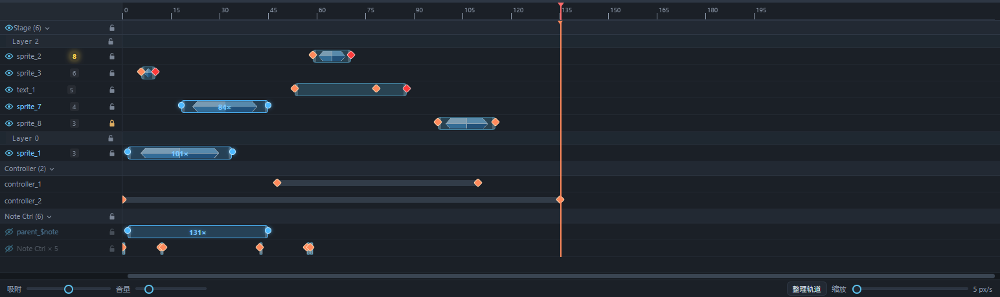 0 15 30 45 60 75 90 105 120 135 150 165 180 195
Stage (6)
Layer 2
sprite_2 8
sprite_3 6
text_1 5
sprite_7 4 84×
sprite_8 3
Layer 0
sprite_1 3 101×
Controller (2)
controller_1
controller_2
Note Ctrl (6)
parent_$note 131×
Note Ctrl × 5
吸附 音量 整理轨道 缩放 5 px/s